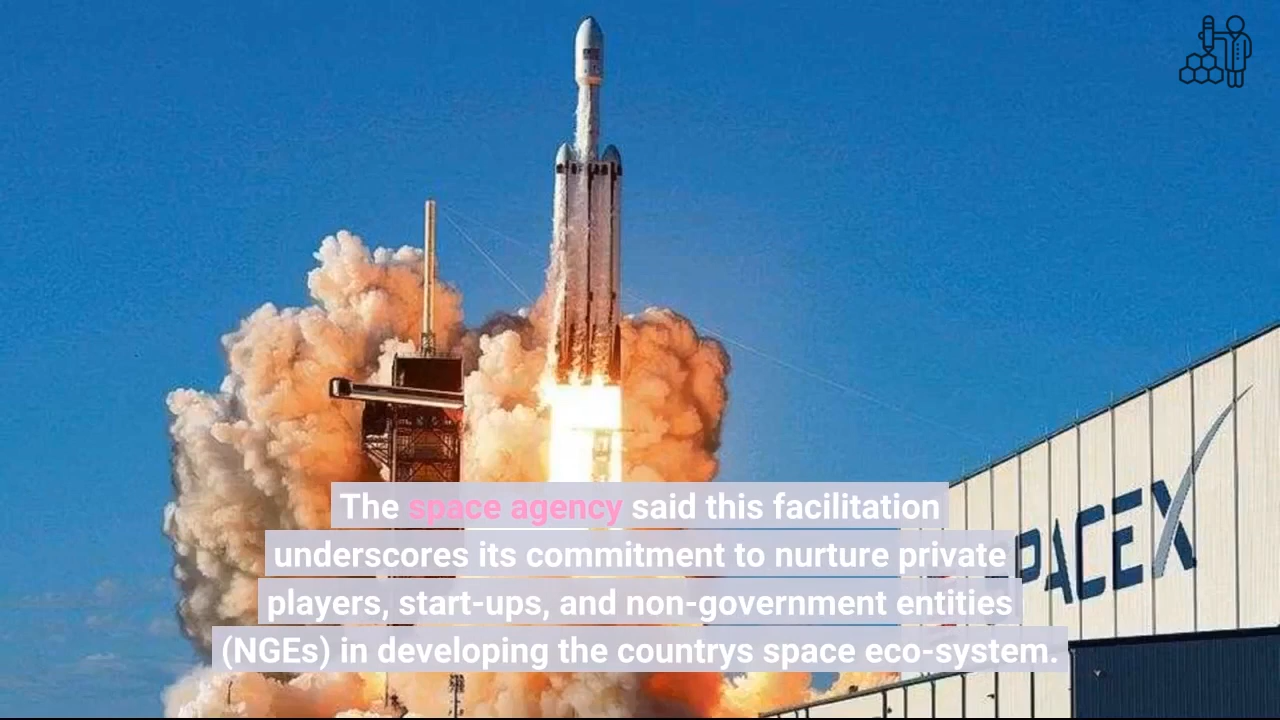 The space agency said this facilitation
underscores its commitment to nurture private
players, start-ups, and non-government entities
(NGEs) in developing the countrys space eco-system.
PACEX